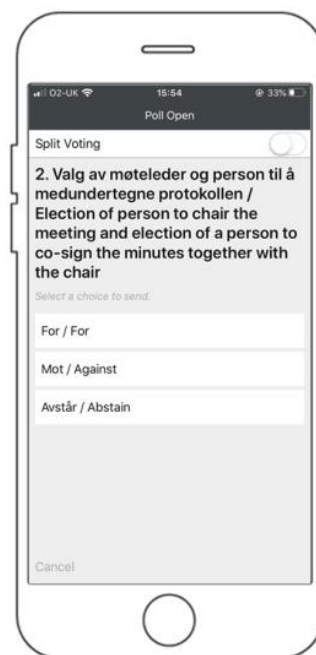 O2-UK 15:54 33%
Poll Open
Split Voting
2. Valg av møteleder og person til å
medundertegne protokollen /
Election of person to chair the
meeting and election of a person to
co-sign the minutes together with
the chair
Select a choice to send.
For / For
Mot / Against
Avstår / Abstain
Cancel